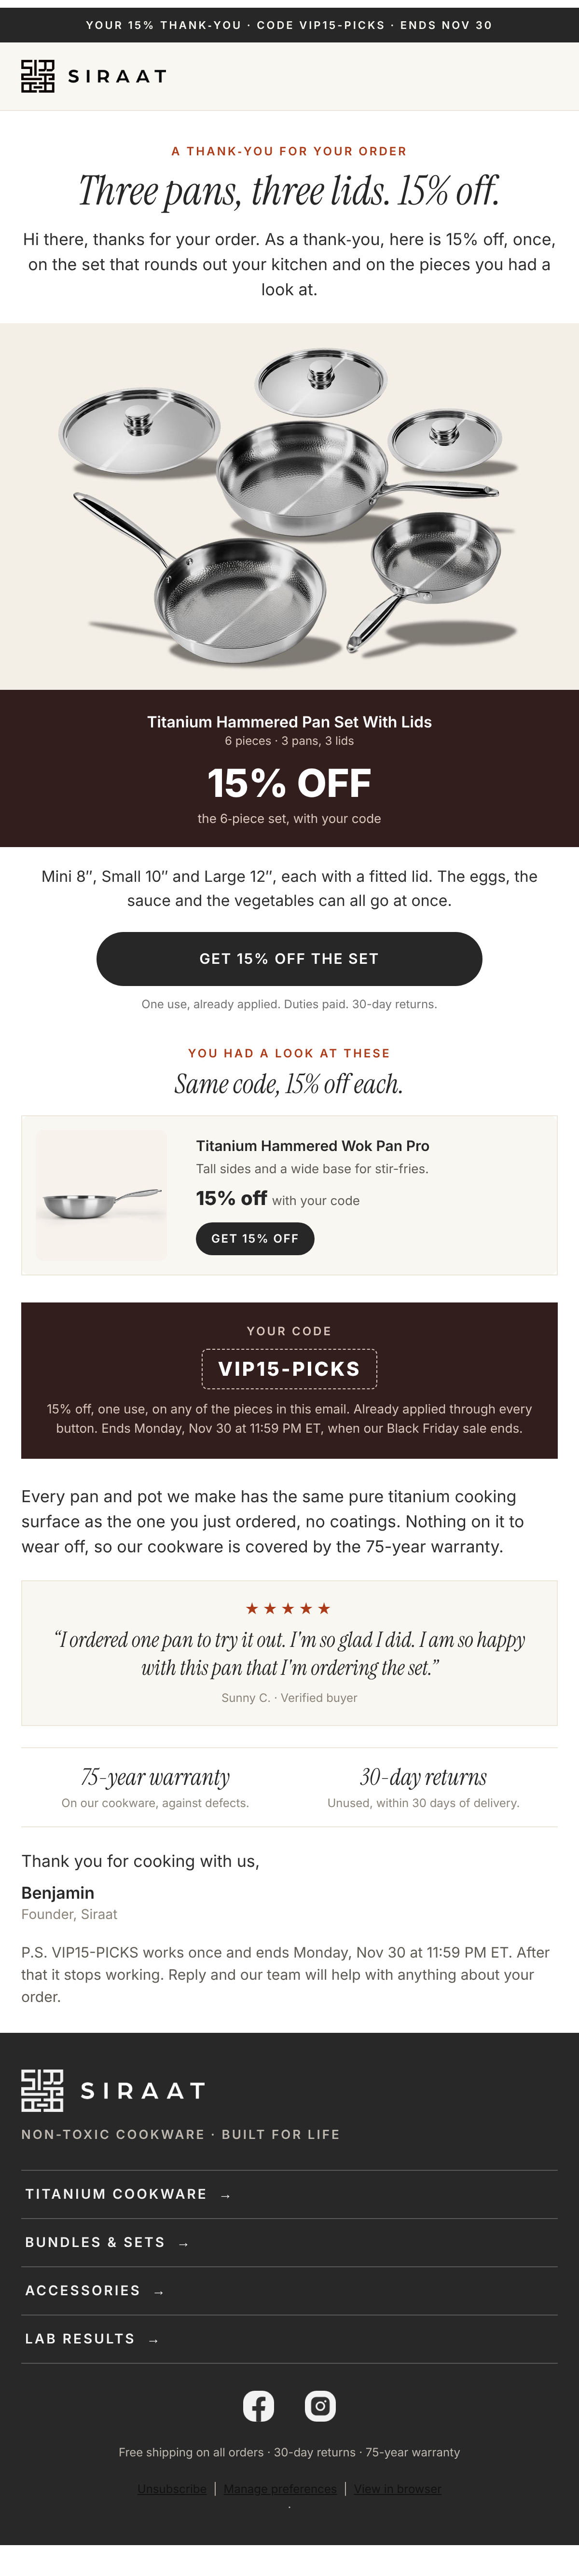 YOUR 15% THANK-YOU · CODE VIP15-PICKS · ENDS NOV 30
SIRAAT
A THANK-YOU FOR YOUR ORDER
Three pans, three lids. 15% off.
Hi there, thanks for your order. As a thank-you, here is 15% off, once,
on the set that rounds out your kitchen and on the pieces you had a
look at.
Titanium Hammered Pan Set With Lids
6 pieces · 3 pans, 3 lids
15% OFF
the 6-piece set, with your code
Mini 8″, Small 10″ and Large 12″, each with a fitted lid. The eggs, the
sauce and the vegetables can all go at once.
GET 15% OFF THE SET
One use, already applied. Duties paid. 30-day returns.
YOU HAD A LOOK AT THESE
Same code, 15% off each.
Titanium Hammered Wok Pan Pro
Tall sides and a wide base for stir-fries.
15% off with your code
GET 15% OFF
YOUR CODE
VIP15-PICKS
15% off, one use, on any of the pieces in this email. Already applied through every
button. Ends Monday, Nov 30 at 11:59 PM ET, when our Black Friday sale ends.
Every pan and pot we make has the same pure titanium cooking
surface as the one you just ordered, no coatings. Nothing on it to
wear off, so our cookware is covered by the 75-year warranty.
★★★★★
“I ordered one pan to try it out. I'm so glad I did. I am so happy
with this pan that I'm ordering the set.”
Sunny C. · Verified buyer
75-year warranty
On our cookware, against defects.
30-day returns
Unused, within 30 days of delivery.
Thank you for cooking with us,
Benjamin
Founder, Siraat
P.S. VIP15-PICKS works once and ends Monday, Nov 30 at 11:59 PM ET. After
that it stops working. Reply and our team will help with anything about your
order.
SIRAAT
NON-TOXIC COOKWARE · BUILT FOR LIFE
TITANIUM COOKWARE →
BUNDLES & SETS →
ACCESSORIES →
LAB RESULTS →
Free shipping on all orders · 30-day returns · 75-year warranty
Unsubscribe | Manage preferences | View in browser
.